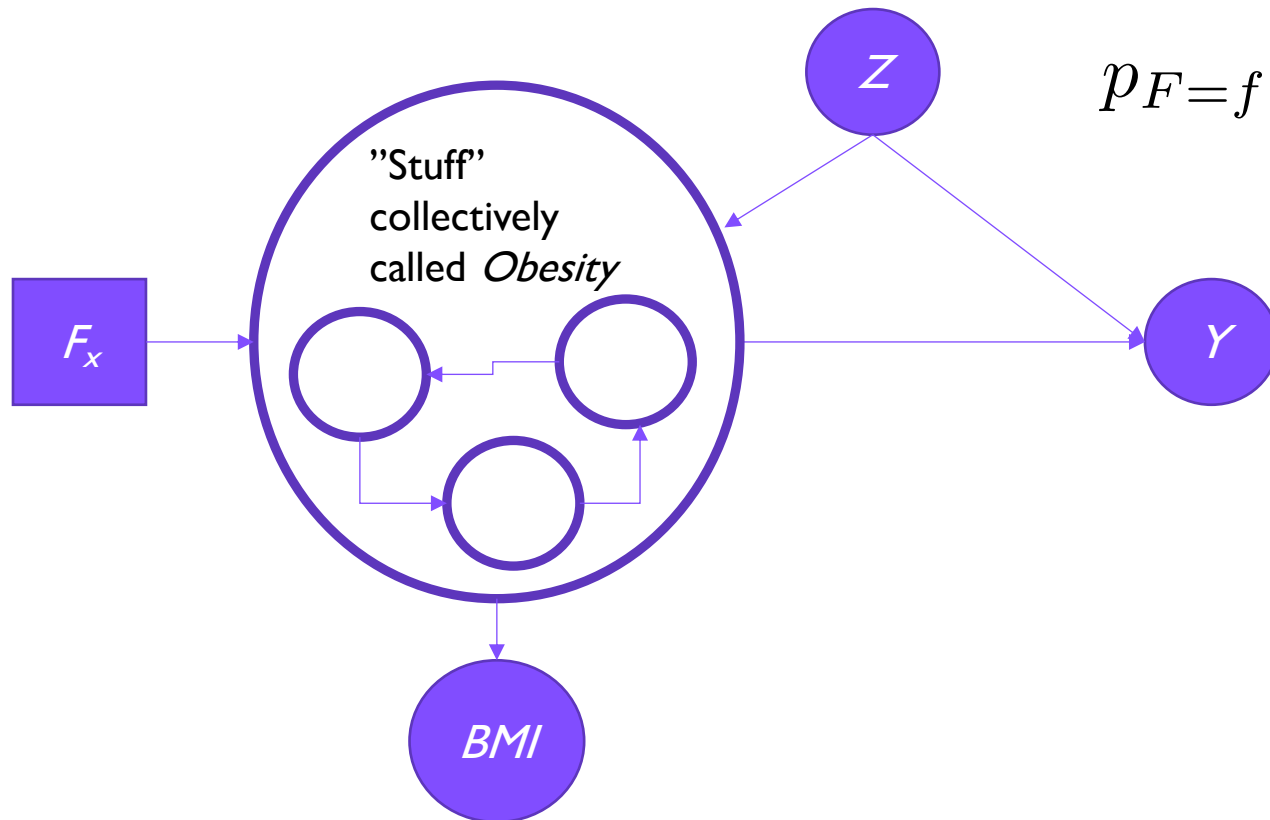 Z
p_{F=f}
”Stuff”
collectively
called Obesity
F_x
Y
BMI